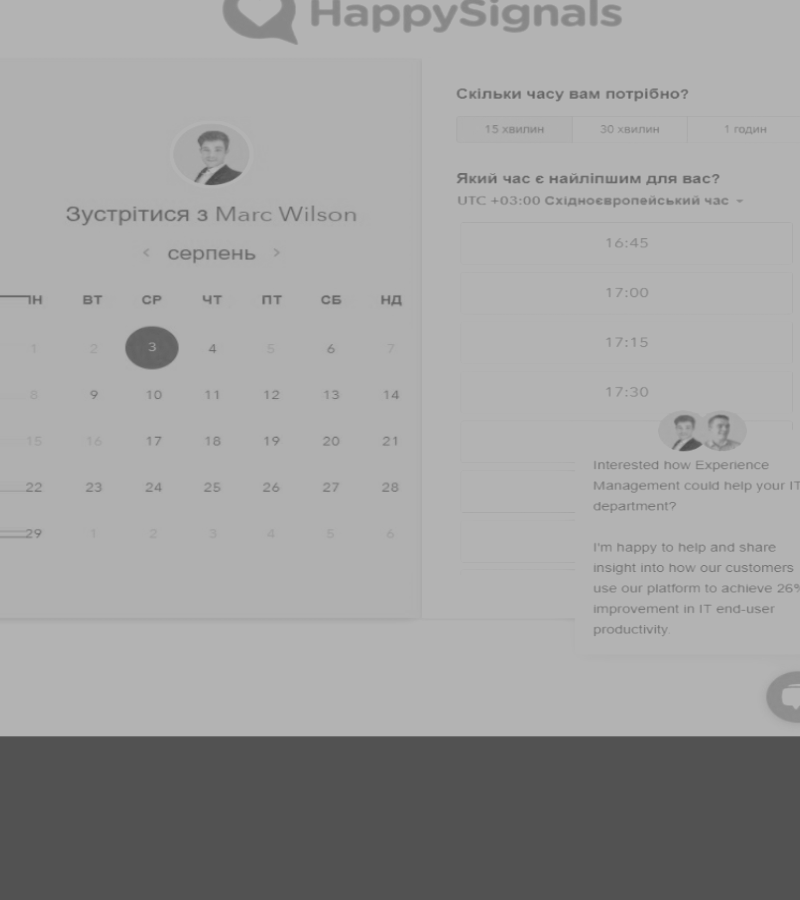 HappySignals
Зустрітися з Marc Wilson
серпень
ВТ СР ЧТ ПТ СБ НД
1 2 3 4 5 6 7
8 9 10 11 12 13 14
15 16 17 18 19 20 21
22 23 24 25 26 27 28
29 1 2 3 4 5 6
Скільки часу вам потрібно?
15 хвилин 30 хвилин 1 годин
Який час є найліпшим для вас?
UTC +03:00 Східноєвропейський час
16:45
17:00
17:15
17:30
Interested how Experience
Management could help your IT
department?
I'm happy to help and share
insight into how our customers
use our platform to achieve 26%
improvement in IT end-user
productivity.